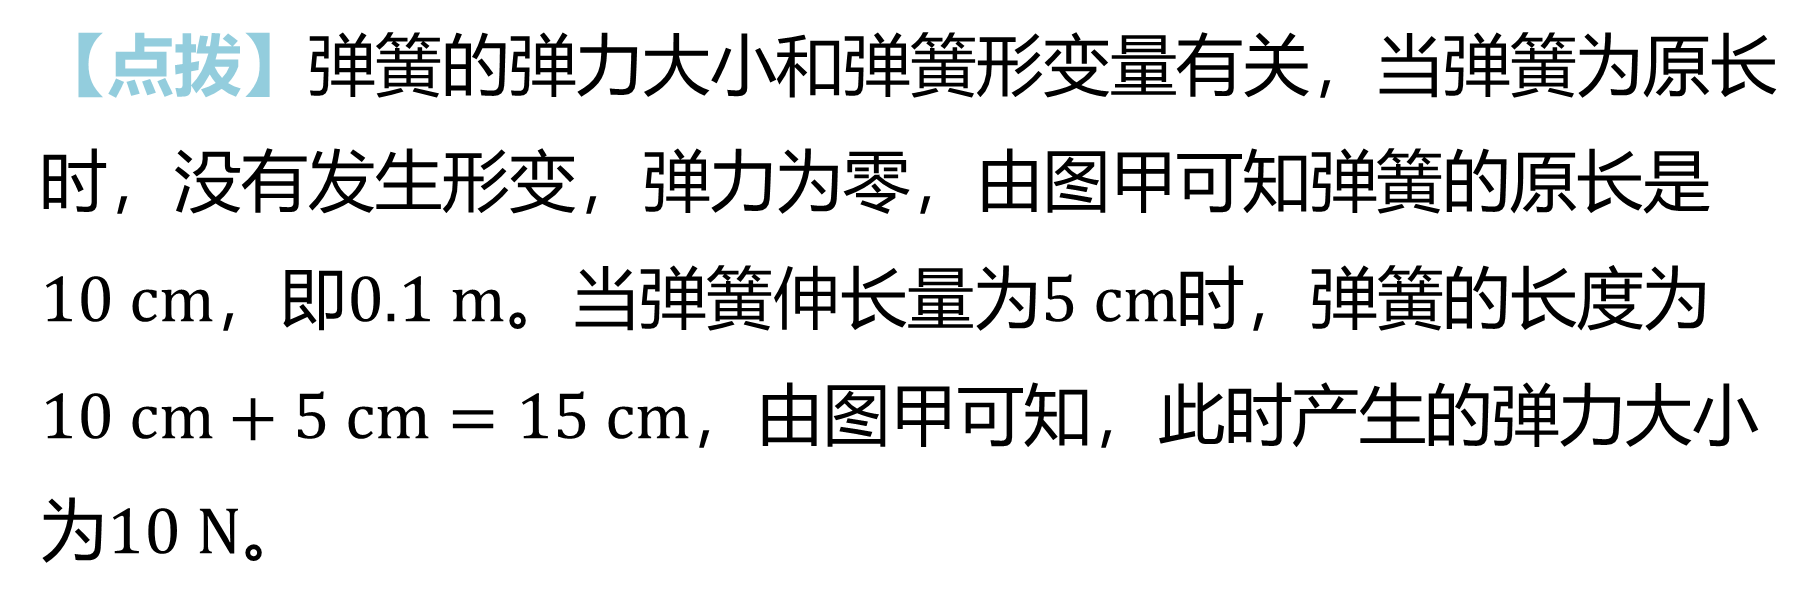 【点拨】弹簧的弹力大小和弹簧形变量有关，当弹簧为原长
时，没有发生形变，弹力为零，由图甲可知弹簧的原长是
10 cm，即0.1 m。当弹簧伸长量为5 cm时，弹簧的长度为
10 cm + 5 cm = 15 cm，由图甲可知，此时产生的弹力大小
为10 N。